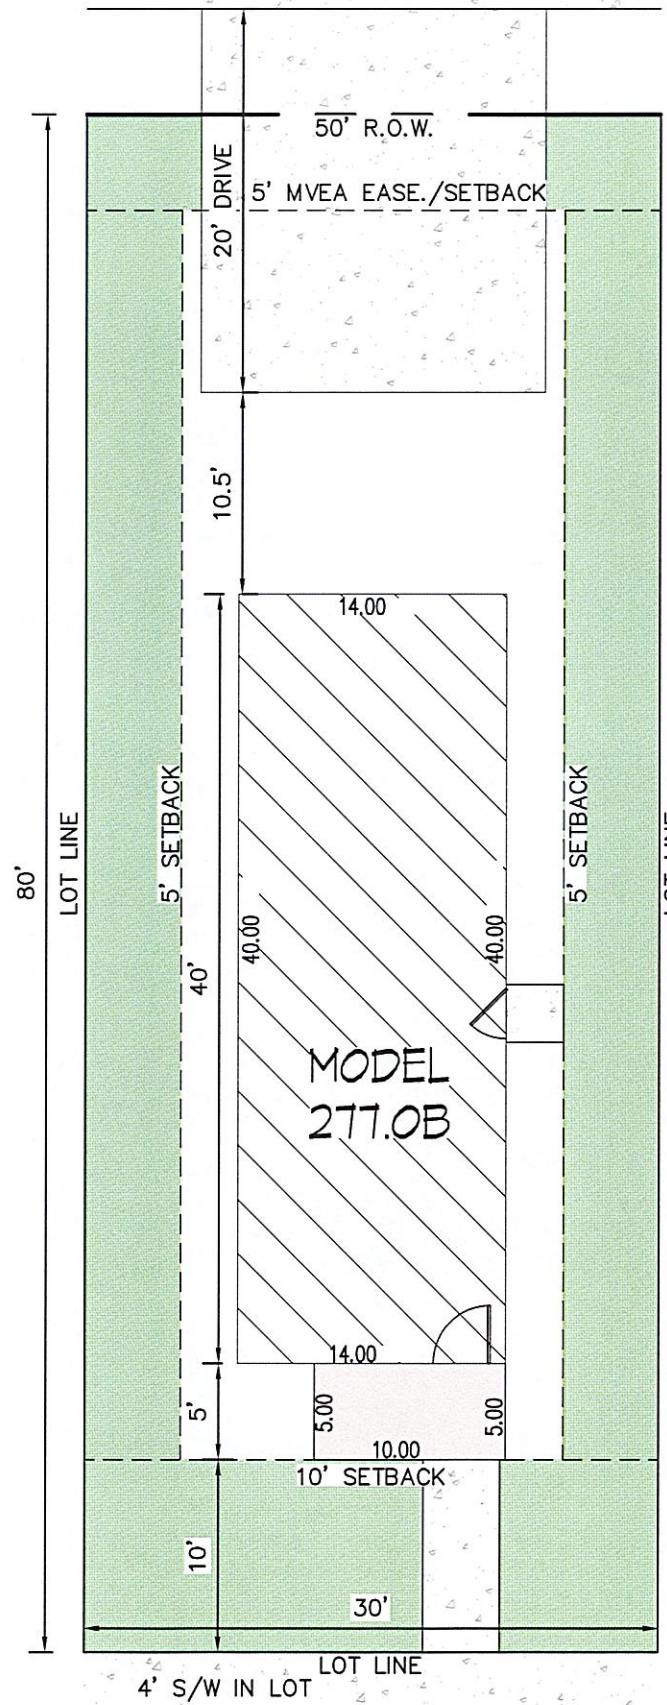 50' R.O.W.
20' DRIVE
5' MVEA EASE./SETBACK
10.5'
14.00
LOT LINE
5' SETBACK
5' SETBACK
LOT LINE
80'
40'
40.00
40.00
MODEL
277.0B
14.00
5'
5.00
5.00
10.00
10' SETBACK
10'
30'
LOT LINE
4' S/W IN LOT